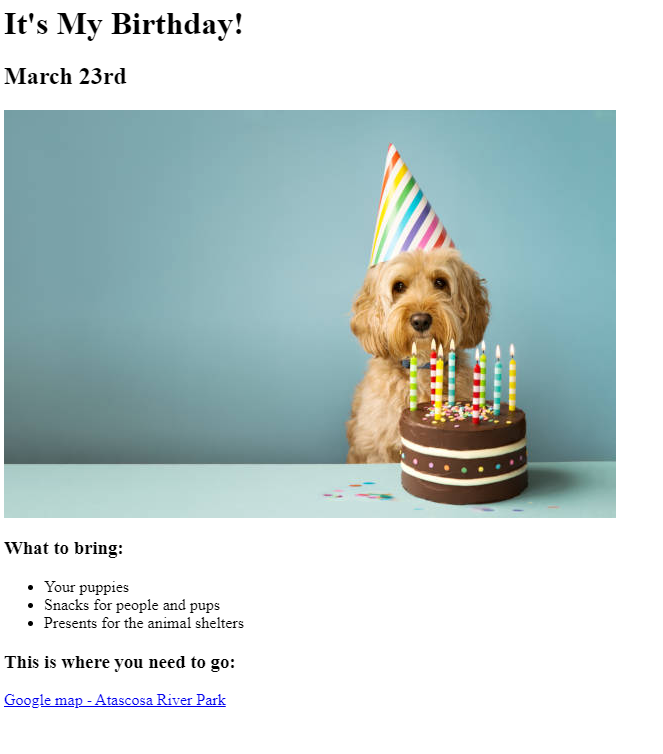 It's My Birthday!
March 23rd
What to bring:
Your puppies
Snacks for people and pups
Presents for the animal shelters
This is where you need to go:
Google map - Atascosa River Park